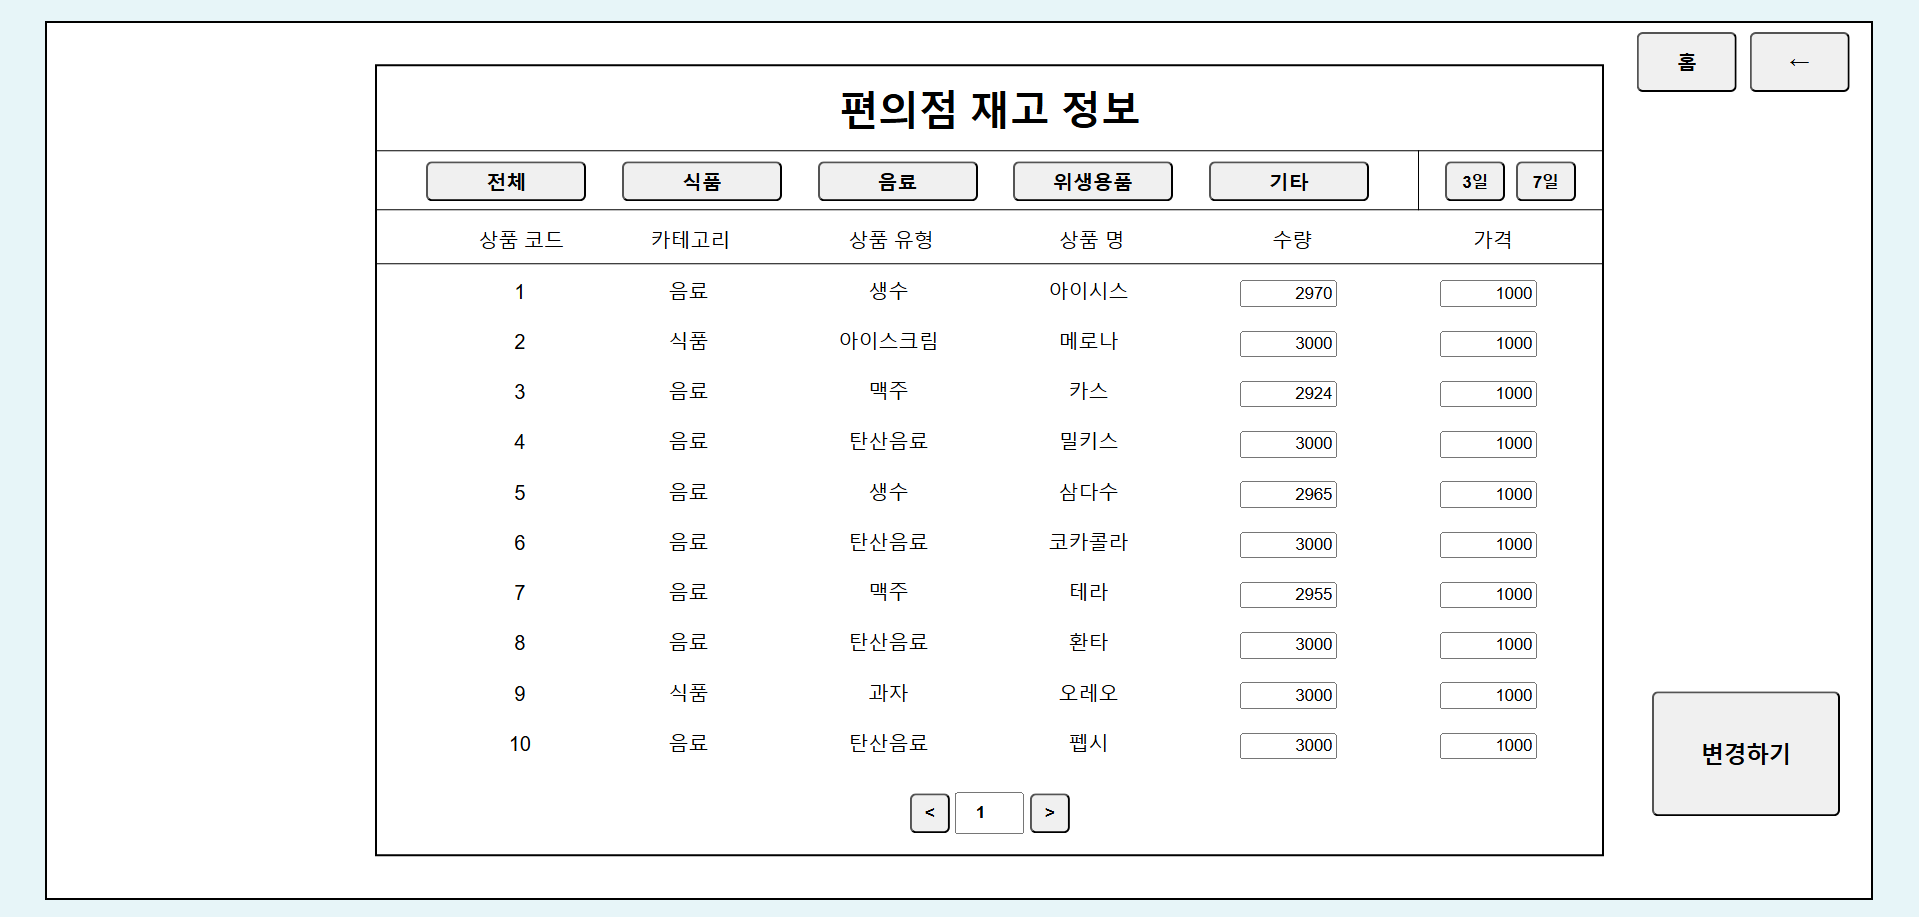 홈 ←
편의점 재고 정보
전체 식품 음료 위생용품 기타 3일 7일
상품 코드 카테고리 상품 유형 상품 명 수량 가격
1 음료 생수 아이시스 2970 1000
2 식품 아이스크림 메로나 3000 1000
3 음료 맥주 카스 2924 1000
4 음료 탄산음료 밀키스 3000 1000
5 음료 생수 삼다수 2965 1000
6 음료 탄산음료 코카콜라 3000 1000
7 음료 맥주 테라 2955 1000
8 음료 탄산음료 환타 3000 1000
9 식품 과자 오레오 3000 1000
10 음료 탄산음료 펩시 3000 1000
변경하기
< 1 >